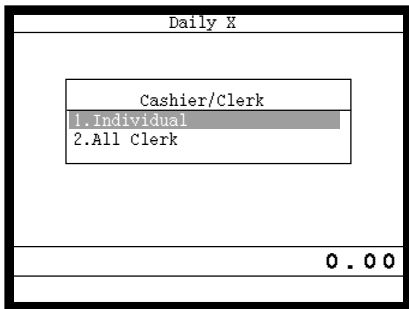 Daily X
Cashier/Clerk
1.Individual
2.All Clerk
0.00